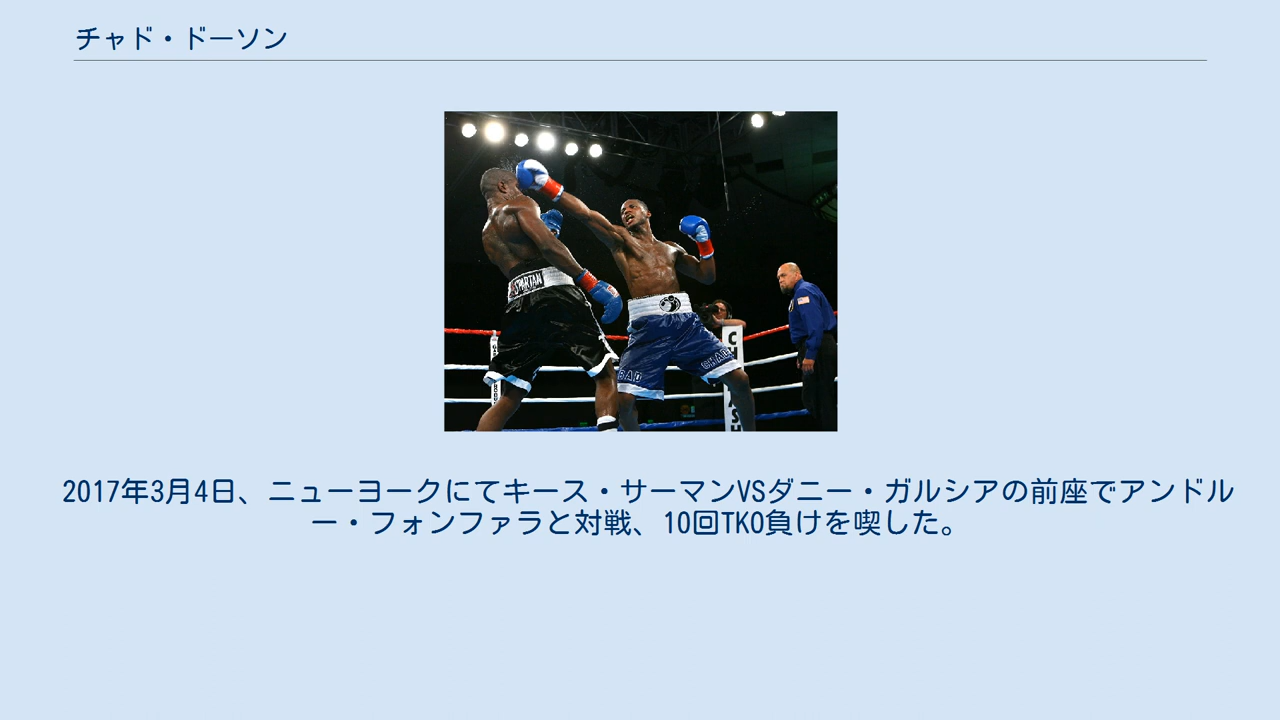 チャド・ドーソン
SPARTAN
BAD
CHAD
2017年3月4日、ニューヨークにてキース・サーマンVSダニー・ガルシアの前座でアンドル
ー・フォンファラと対戦、10回TKO負けを喫した。